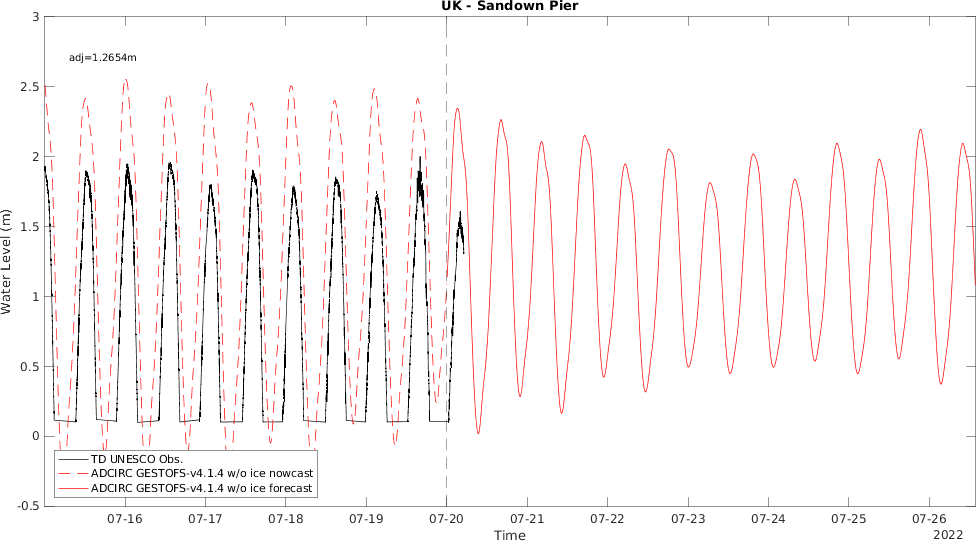 UK - Sandown Pier
adj=1.2654m
3
2.5
2
1.5
1
0.5
0
-0.5
Water Level (m)
TD UNESCO Obs.
ADCIRC GESTOFS-v4.1.4 w/o ice nowcast
ADCIRC GESTOFS-v4.1.4 w/o ice forecast
07-16 07-17 07-18 07-19 07-20 07-21 07-22 07-23 07-24 07-25 07-26
Time
2022